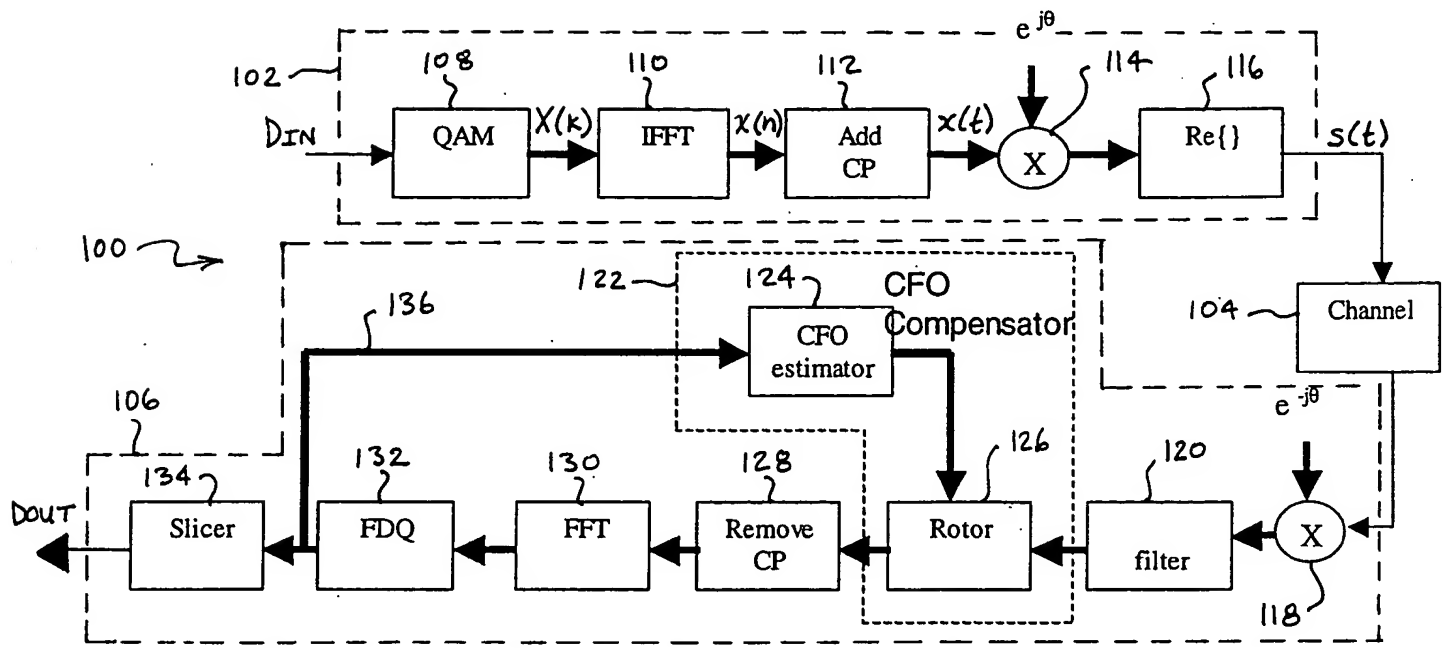 e jθ
102
108
110
112
114
116
DIN
QAM
X(k)
IFFT
x(n)
Add
CP
x(t)
X
Re{}
s(t)
100
122
124
CFO
Compensator
104
Channel
136
CFO
estimator
106
e -jθ
134
132
130
128
126
120
DOUT
Slicer
FDQ
FFT
Remove
CP
Rotor
filter
X
118